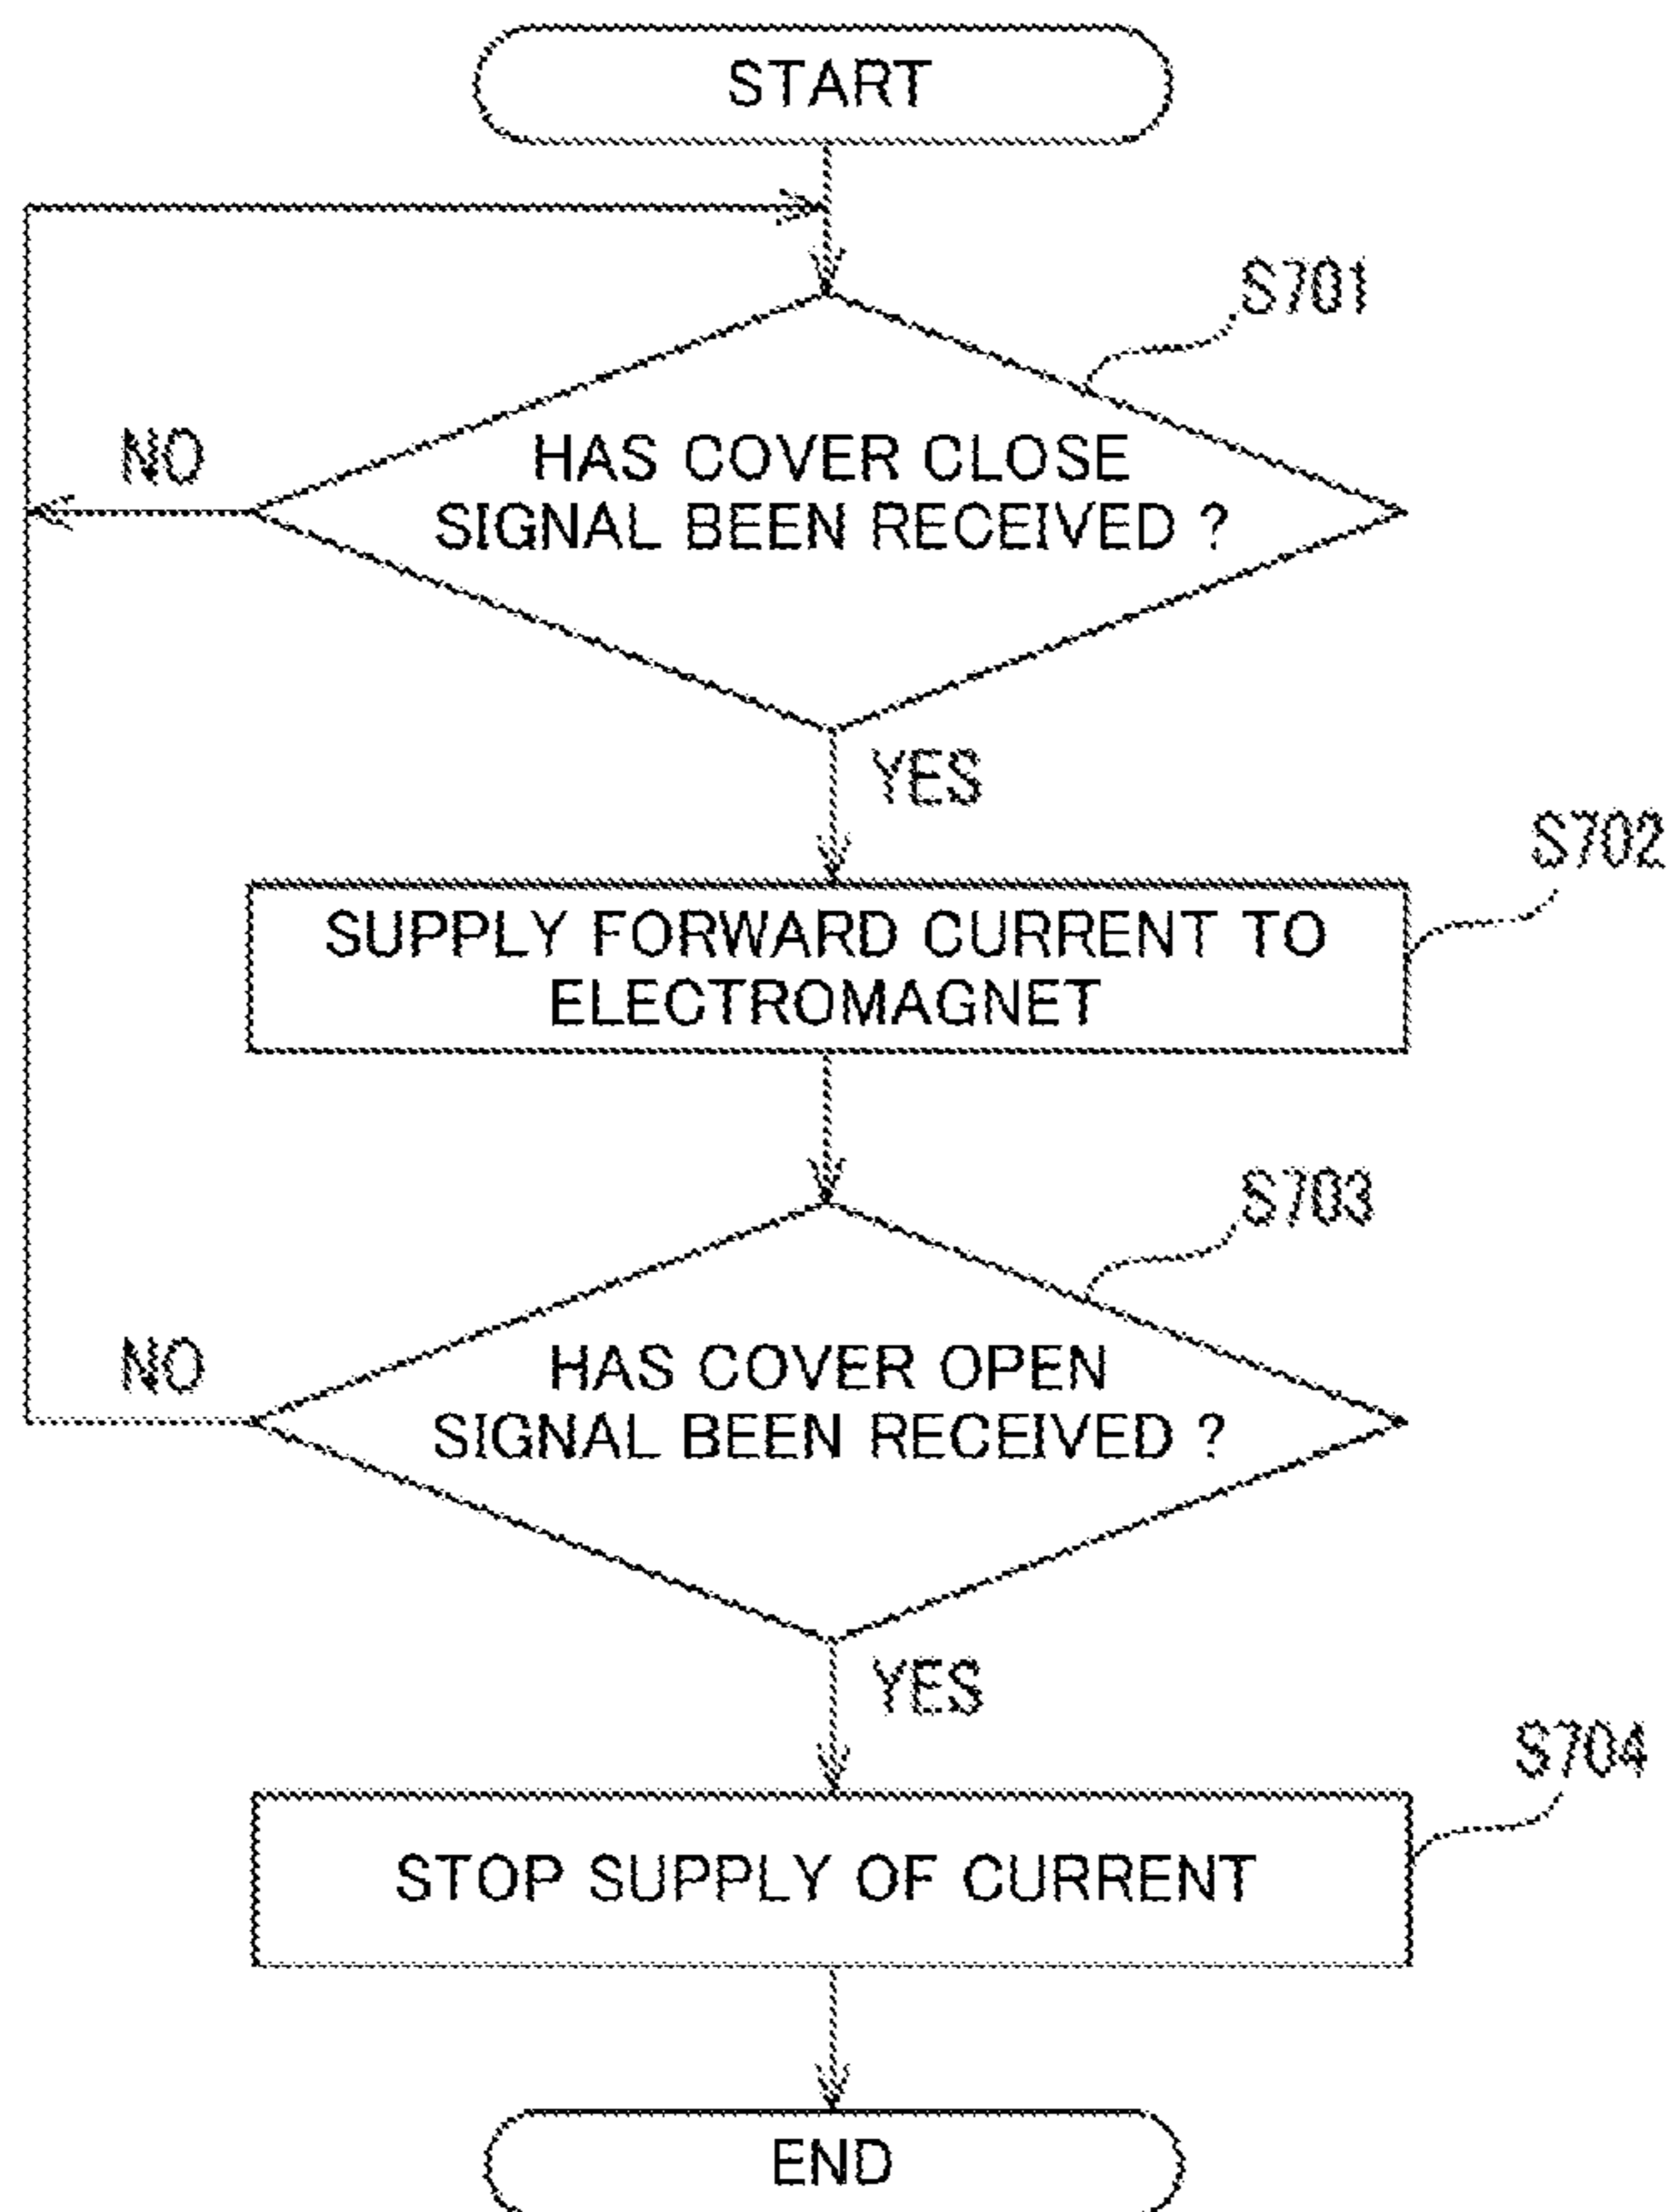 START
S701
HAS COVER CLOSE
SIGNAL BEEN RECEIVED ?
NO
YES
S702
SUPPLY FORWARD CURRENT TO
ELECTROMAGNET
S703
HAS COVER OPEN
SIGNAL BEEN RECEIVED ?
NO
YES
S704
STOP SUPPLY OF CURRENT
END